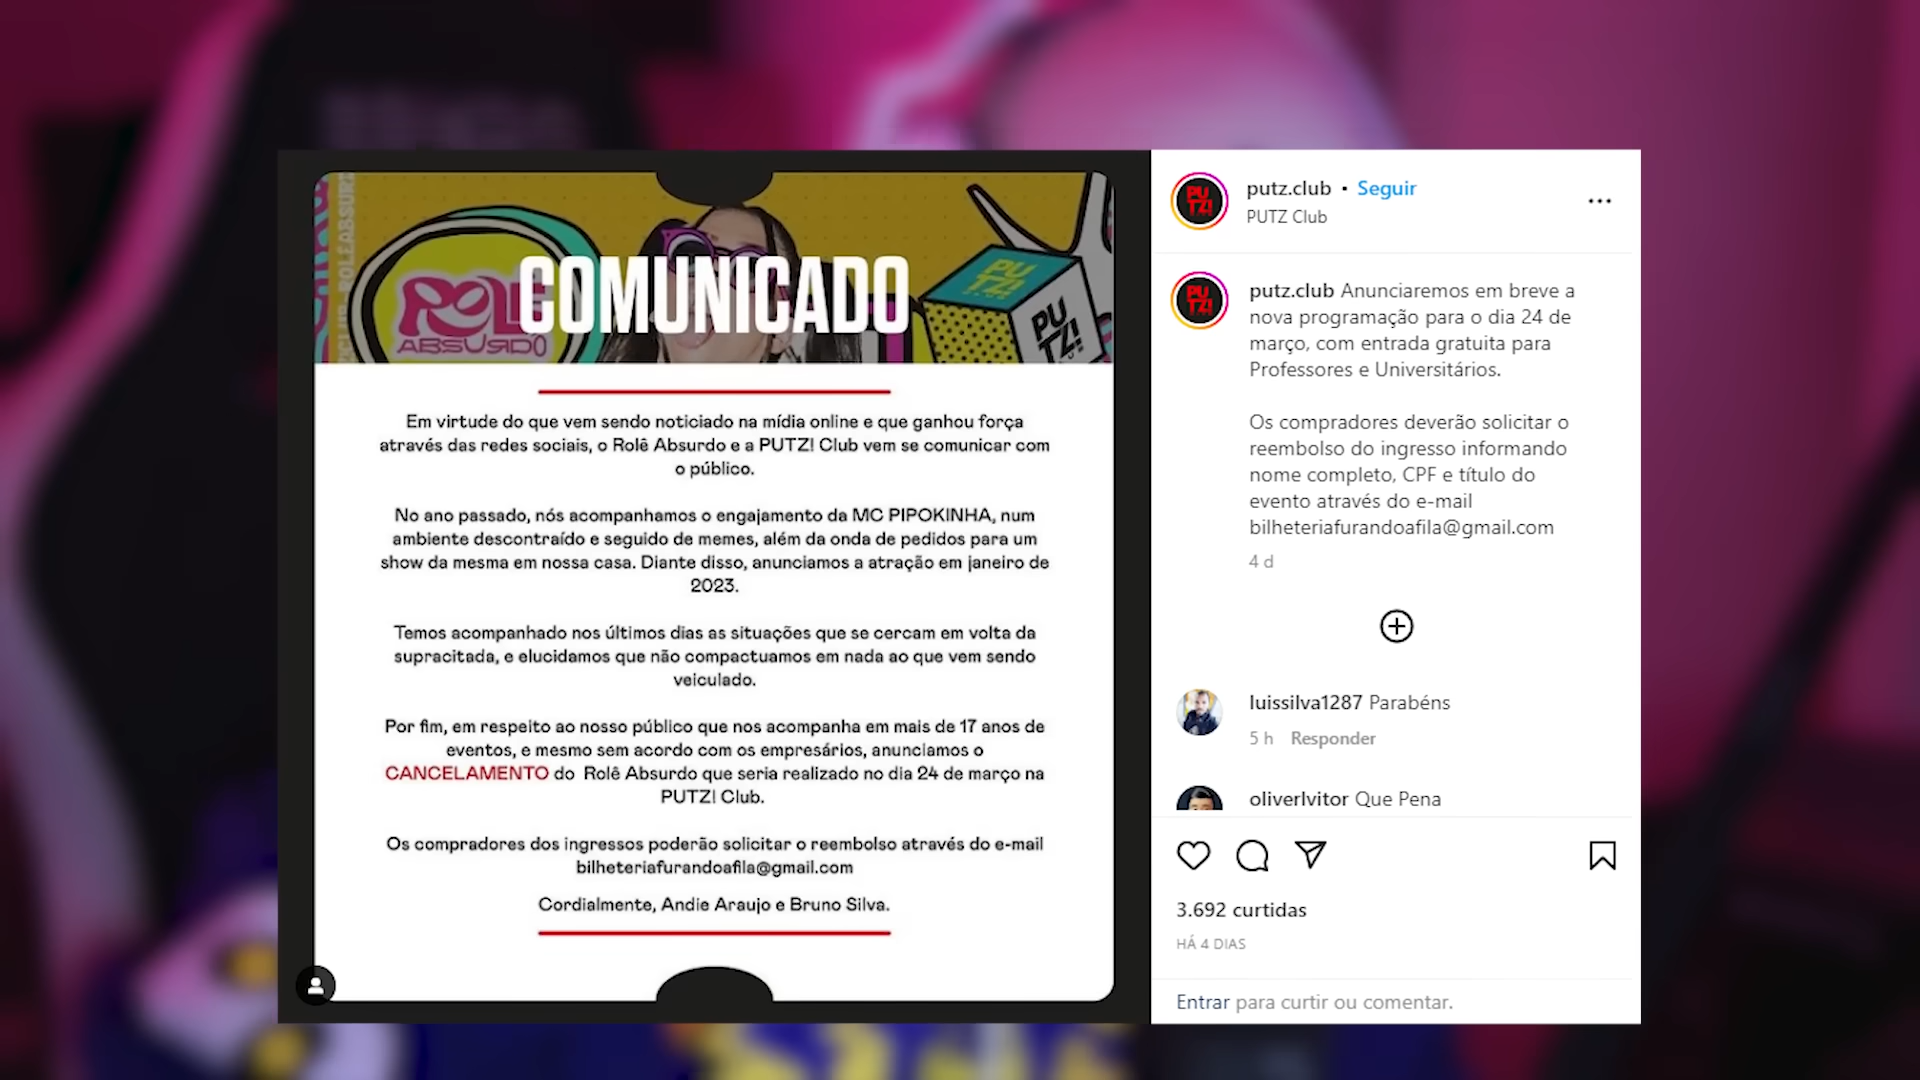 ROLÊ
ABSURDO
COMUNICADO
PUTZ!
PUTZ!
Em virtude do que vem sendo noticiado na mídia online e que ganhou força
através das redes sociais, o Rolê Absurdo e a PUTZ! Club vem se comunicar com
o público.
No ano passado, nós acompanhamos o engajamento da MC PIPOKINHA, num
ambiente descontraído e seguido de memes, além da onda de pedidos para um
show da mesma em nossa casa. Diante disso, anunciamos a atração em janeiro de
2023.
Temos acompanhado nos últimos dias as situações que se cercam em volta da
supracitada, e elucidamos que não compactuamos em nada ao que vem sendo
veiculado.
Por fim, em respeito ao nosso público que nos acompanha em mais de 17 anos de
eventos, e mesmo sem acordo com os empresários, anunciamos o
CANCELAMENTO do Rolê Absurdo que seria realizado no dia 24 de março na
PUTZ! Club.
Os compradores dos ingressos poderão solicitar o reembolso através do e-mail
bilheteriafurandoafila@gmail.com
Cordialmente, Andie Araujo e Bruno Silva.
PUTZ!
putz.club • Seguir
PUTZ Club
PUTZ!
putz.club Anunciaremos em breve a
nova programação para o dia 24 de
março, com entrada gratuita para
Professores e Universitários.
Os compradores deverão solicitar o
reembolso do ingresso informando
nome completo, CPF e título do
evento através do e-mail
bilheteriafurandoafila@gmail.com
4 d
luissilva1287 Parabéns
5 h Responder
oliverlvitor Que Pena
3.692 curtidas
HÁ 4 DIAS
Entrar para curtir ou comentar.